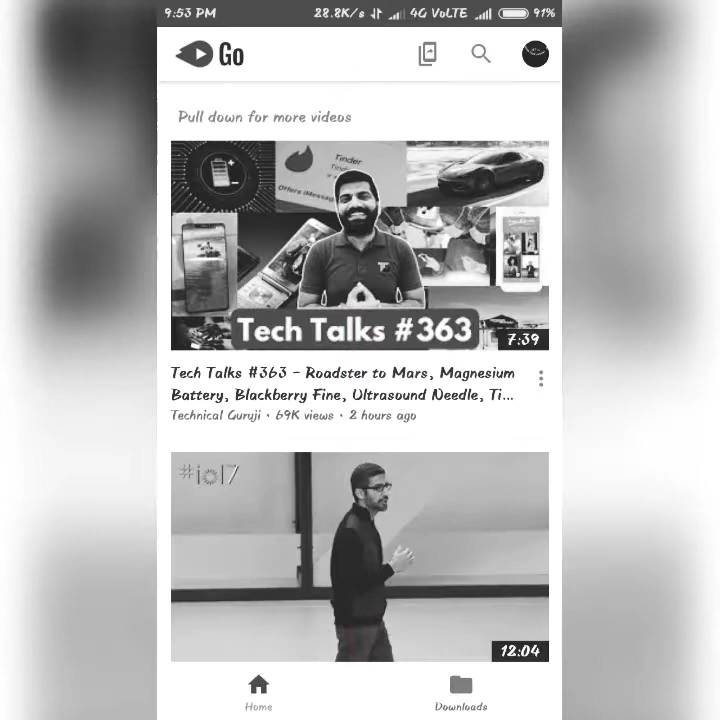 9:53 PM 28.8K/s 4G VoLTE 91%
Go
Pull down for more videos
Tinder
Offers iMessag
Tech Talks #363
7:39
Tech Talks #363 - Roadster to Mars, Magnesium
Battery, Blackberry Fine, Ultrasound Needle, Ti...
Technical Guruji • 69K views • 2 hours ago
#io17
12:04
Home Downloads